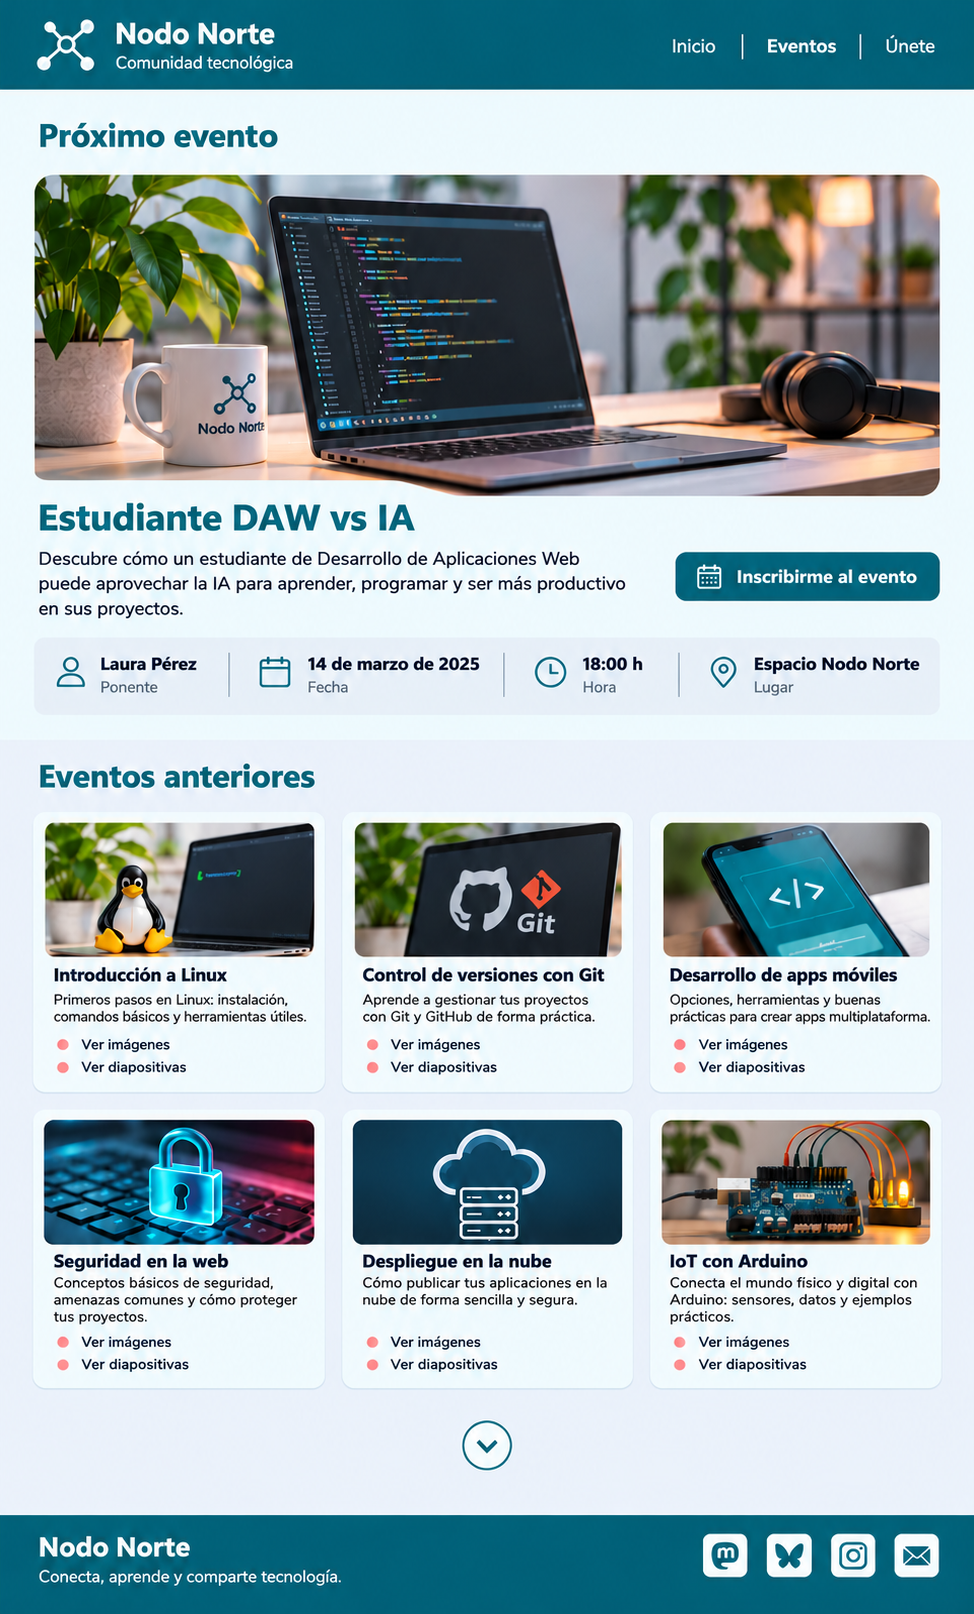 Nodo Norte
Comunidad tecnológica
Inicio
Eventos
Únete
Próximo evento
Nodo Norte
Estudiante DAW vs IA
Descubre cómo un estudiante de Desarrollo de Aplicaciones Web
puede aprovechar la IA para aprender, programar y ser más productivo
en sus proyectos.
Inscribirme al evento
Laura Pérez
Ponente
14 de marzo de 2025
Fecha
18:00 h
Hora
Espacio Nodo Norte
Lugar
Eventos anteriores
Introducción a Linux
Primeros pasos en Linux: instalación,
comandos básicos y herramientas útiles.
Ver imágenes
Ver diapositivas
Git
Control de versiones con Git
Aprende a gestionar tus proyectos
con Git y GitHub de forma práctica.
Ver imágenes
Ver diapositivas
</>
Desarrollo de apps móviles
Opciones, herramientas y buenas
prácticas para crear apps multiplataforma.
Ver imágenes
Ver diapositivas
Seguridad en la web
Conceptos básicos de seguridad,
amenazas comunes y cómo proteger
tus proyectos.
Ver imágenes
Ver diapositivas
Despliegue en la nube
Cómo publicar tus aplicaciones en la
nube de forma sencilla y segura.
Ver imágenes
Ver diapositivas
IoT con Arduino
Conecta el mundo físico y digital con
Arduino: sensores, datos y ejemplos
prácticos.
Ver imágenes
Ver diapositivas
Nodo Norte
Conecta, aprende y comparte tecnología.